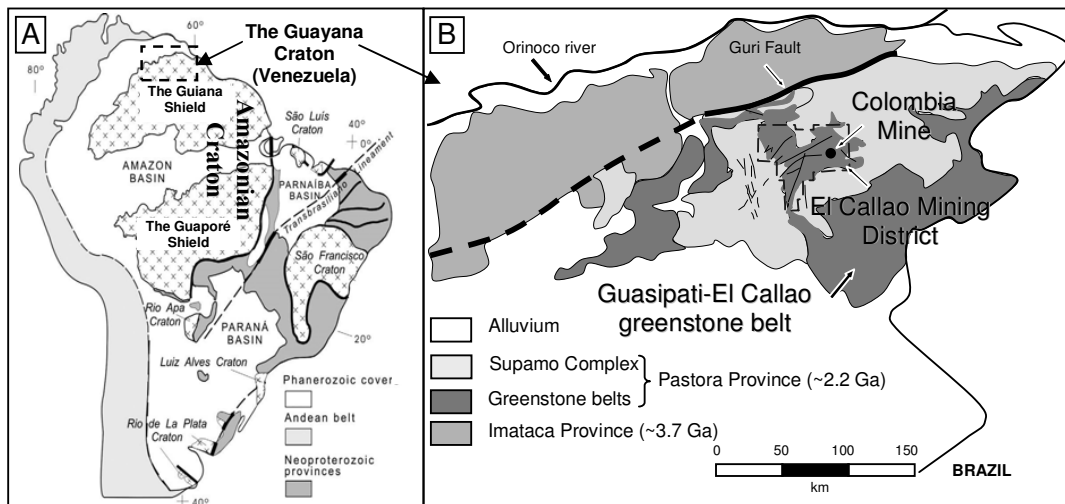 A
60°
80°
The Guayana
Craton
(Venezuela)
The Guiana
Shield
Amazonian
Craton
São Luís
Craton
40°
0°
AMAZON
BASIN
PARNAÍBA
BASIN
Transbrasiliano
lineament
The Guaporé
Shield
São Francisco
Craton
Rio Apa
Craton
PARANÁ
BASIN
20°
Luiz Alves Craton
Phanerozoic cover
Andean belt
Rio de La Plata
Craton
Neoproterozoic
provinces
40°
B
Orinoco river
Guri Fault
Colombia
Mine
El Callao Mining
District
Guasipati-El Callao
greenstone belt
Alluvium
Supamo Complex
Pastora Province (~2.2 Ga)
Greenstone belts
Imataca Province (~3.7 Ga)
0 50 100 150
km
BRAZIL